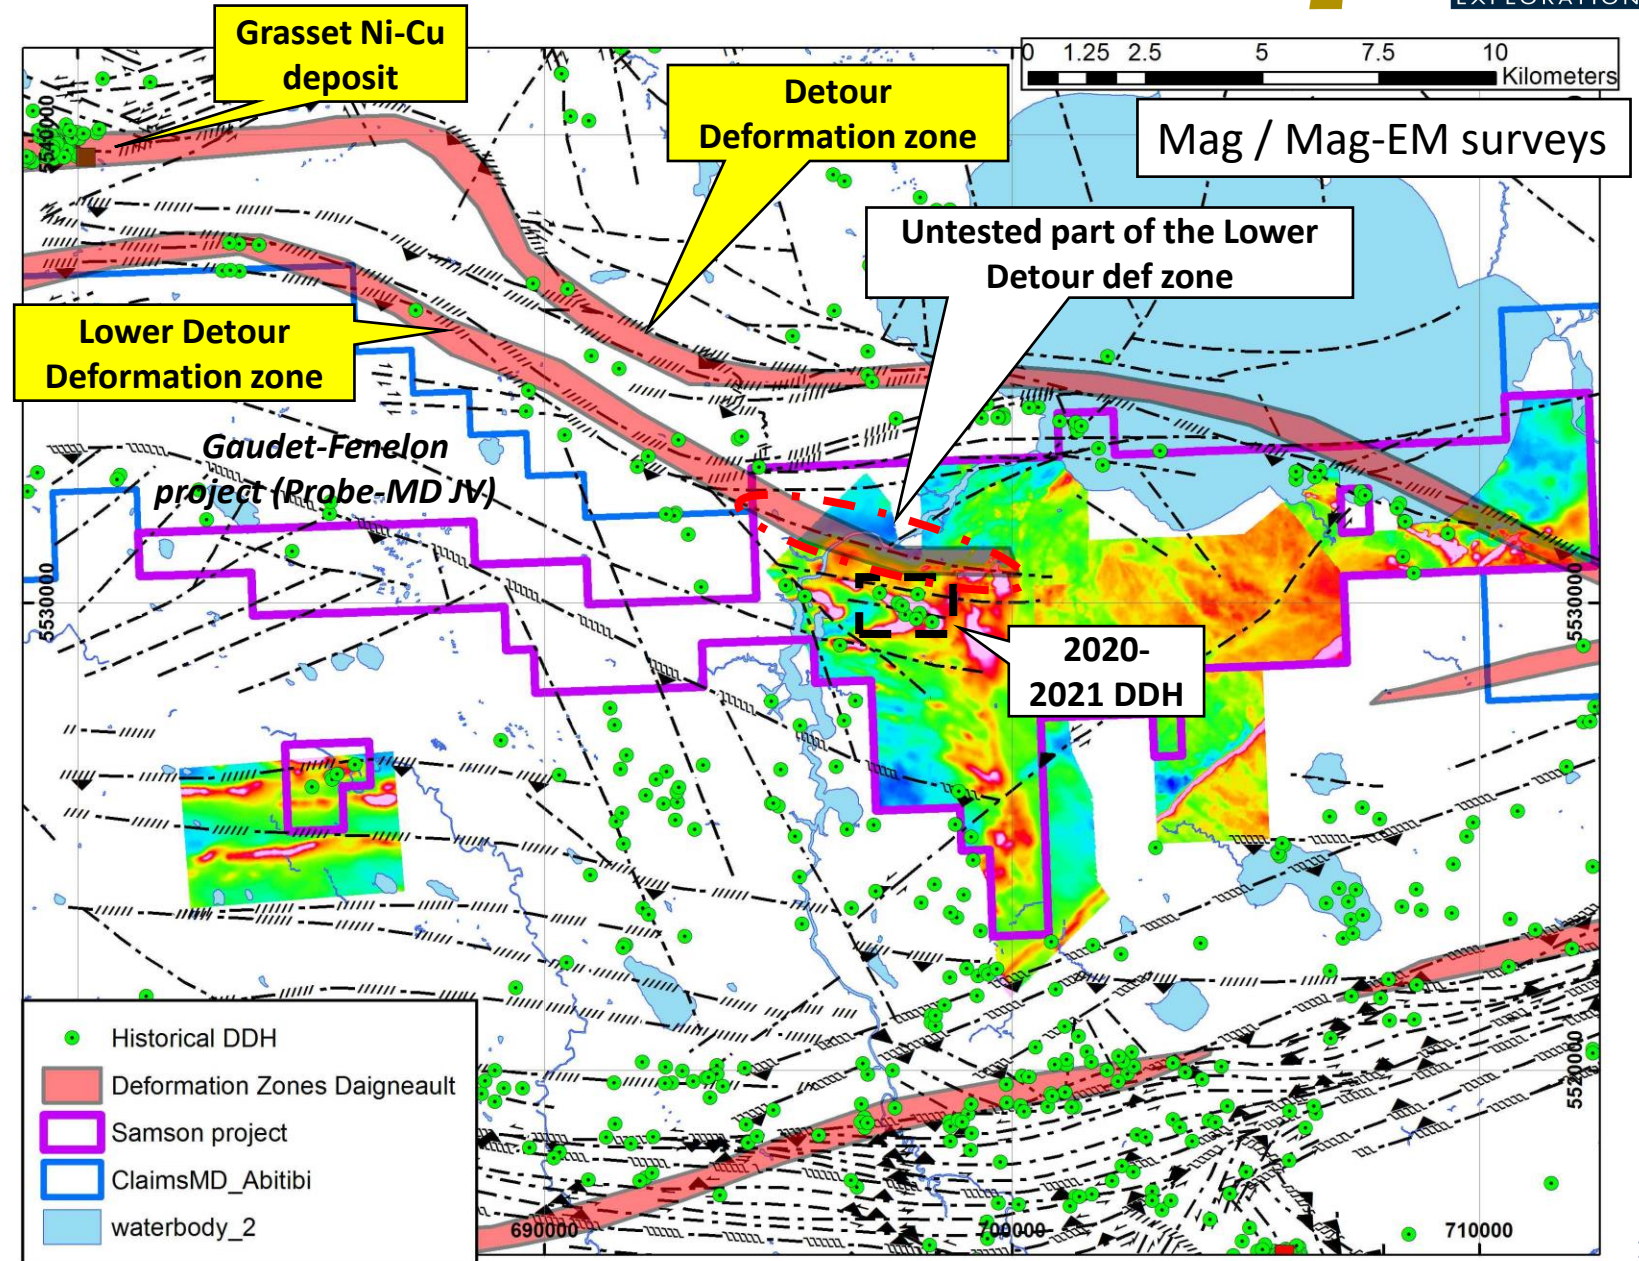 EXPLORATION
Grasset Ni-Cu
deposit
Detour
Deformation zone
0 1.25 2.5 5 7.5 10
Kilometers
Mag / Mag-EM surveys
Untested part of the Lower
Detour def zone
Lower Detour
Deformation zone
Gaudet-Fenelon
project (Probe-MD JV)
2020-
2021 DDH
5540000
5530000
5530000
5520000
690000
700000
710000
Historical DDH
Deformation Zones Daigneault
Samson project
ClaimsMD_Abitibi
waterbody_2